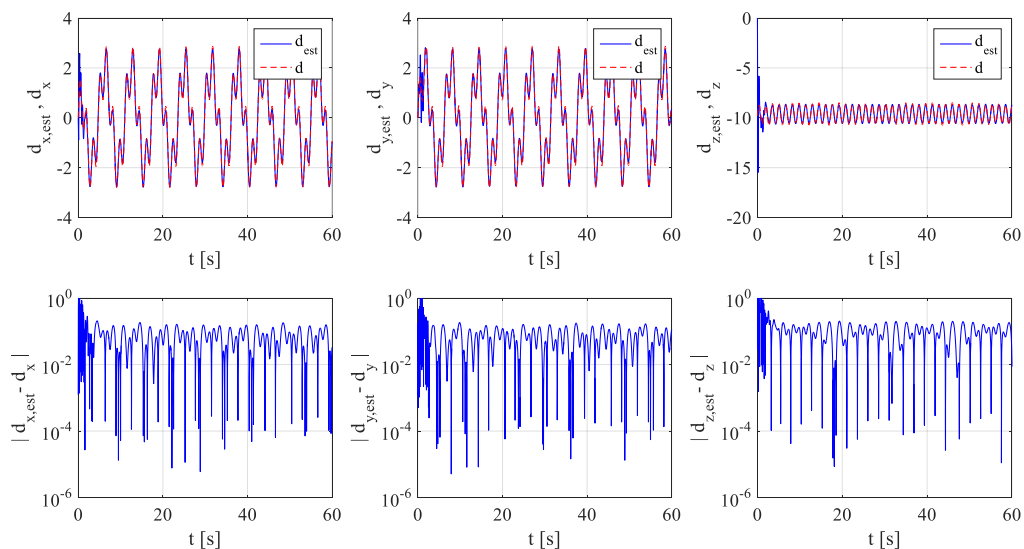 4
2
0
-2
-4
d_x,est , d_x
0 20 40 60
t [s]
d_est
d
4
2
0
-2
-4
d_y,est , d_y
0 20 40 60
t [s]
d_est
d
0
-5
-10
-15
-20
d_z,est , d_z
0 20 40 60
t [s]
d_est
d
10^0
10^-2
10^-4
10^-6
| d_x,est - d_x |
0 20 40 60
t [s]
10^0
10^-2
10^-4
10^-6
| d_y,est - d_y |
0 20 40 60
t [s]
10^0
10^-2
10^-4
10^-6
| d_z,est - d_z |
0 20 40 60
t [s]